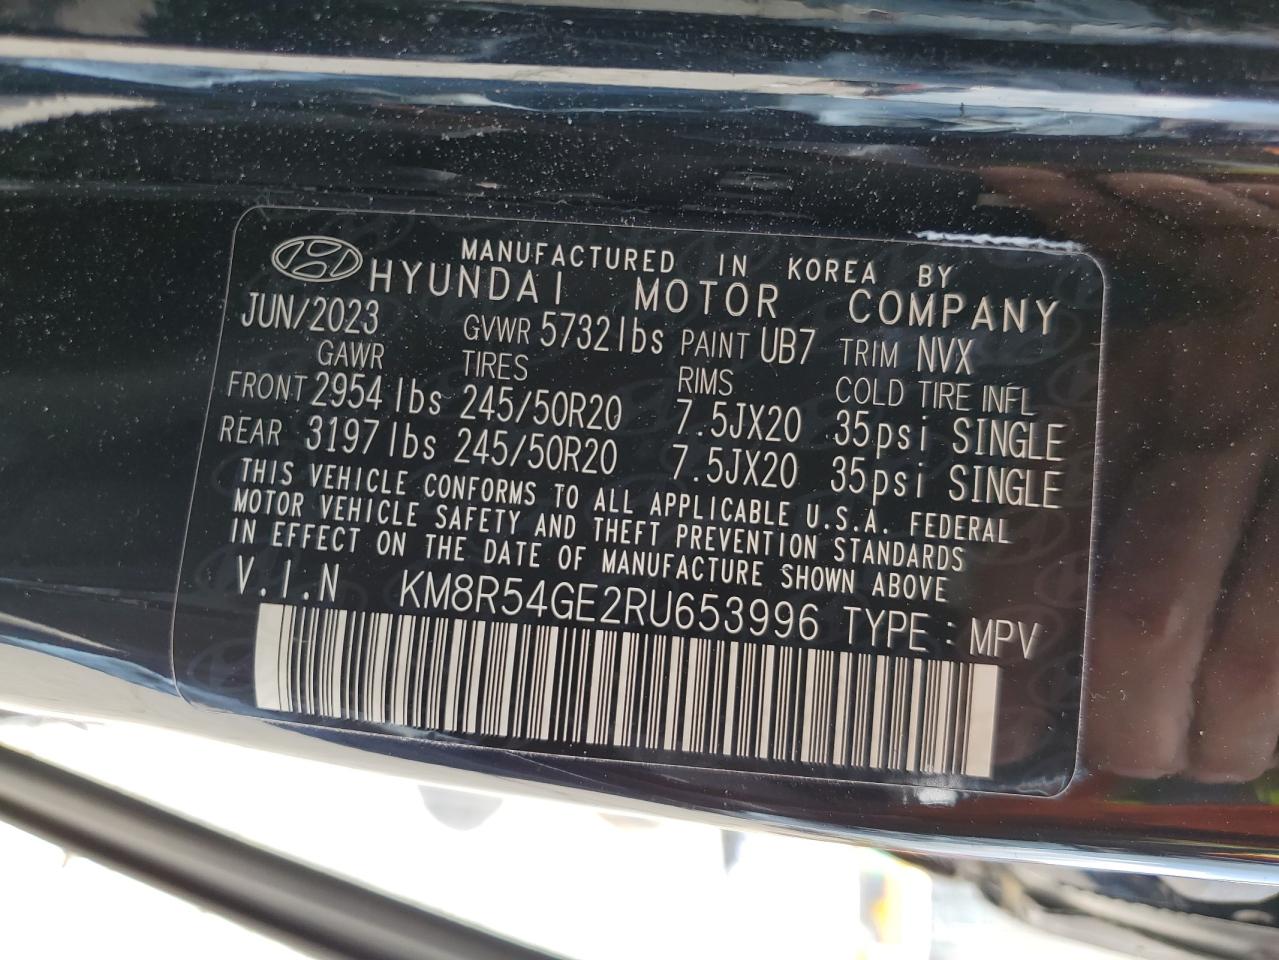 MANUFACTURED IN KOREA BY
HYUNDAI MOTOR COMPANY
JUN/2023 GVWR 5732lbs PAINT UB7 TRIM NVX
GAWR TIRES RIMS COLD TIRE INFL
FRONT 2954lbs 245/50R20 7.5JX20 35psi SINGLE
REAR 3197lbs 245/50R20 7.5JX20 35psi SINGLE
THIS VEHICLE CONFORMS TO ALL APPLICABLE U.S.A. FEDERAL
MOTOR VEHICLE SAFETY AND THEFT PREVENTION STANDARDS
IN EFFECT ON THE DATE OF MANUFACTURE SHOWN ABOVE
V.I.N KM8R54GE2RU653996 TYPE : MPV